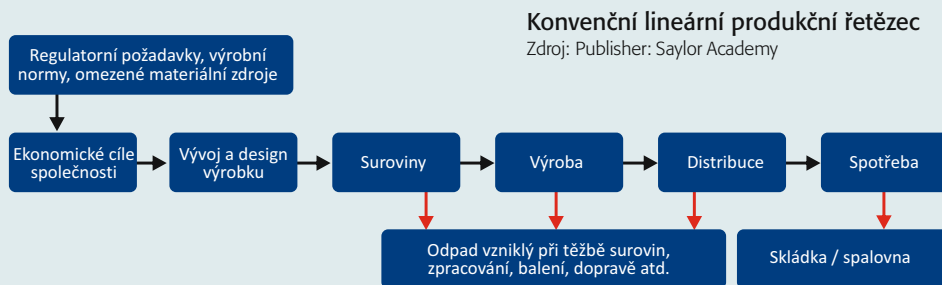 Konvenční lineární produkční řetězec
Zdroj: Publisher: Saylor Academy
Regulatorní požadavky, výrobní
normy, omezené materiální zdroje
Ekonomické cíle
společnosti
Vývoj a design
výrobku
Suroviny
Výroba
Distribuce
Spotřeba
Odpad vzniklý při těžbě surovin,
zpracování, balení, dopravě atd.
Skládka / spalovna